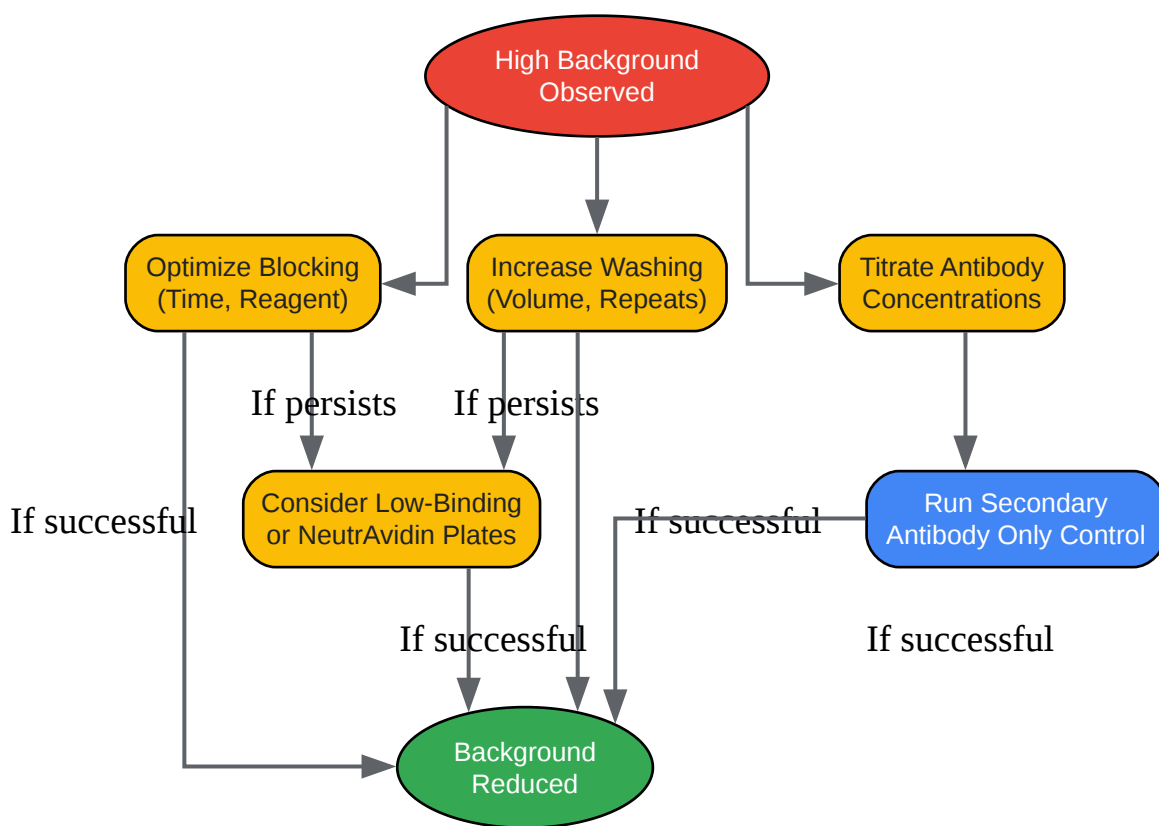 High Background
Observed
Optimize Blocking
(Time, Reagent)
Increase Washing
(Volume, Repeats)
Titrate Antibody
Concentrations
If persists
If persists
If successful
Consider Low-Binding
or NeutrAvidin Plates
If successful
Run Secondary
Antibody Only Control
If successful
If successful
Background
Reduced